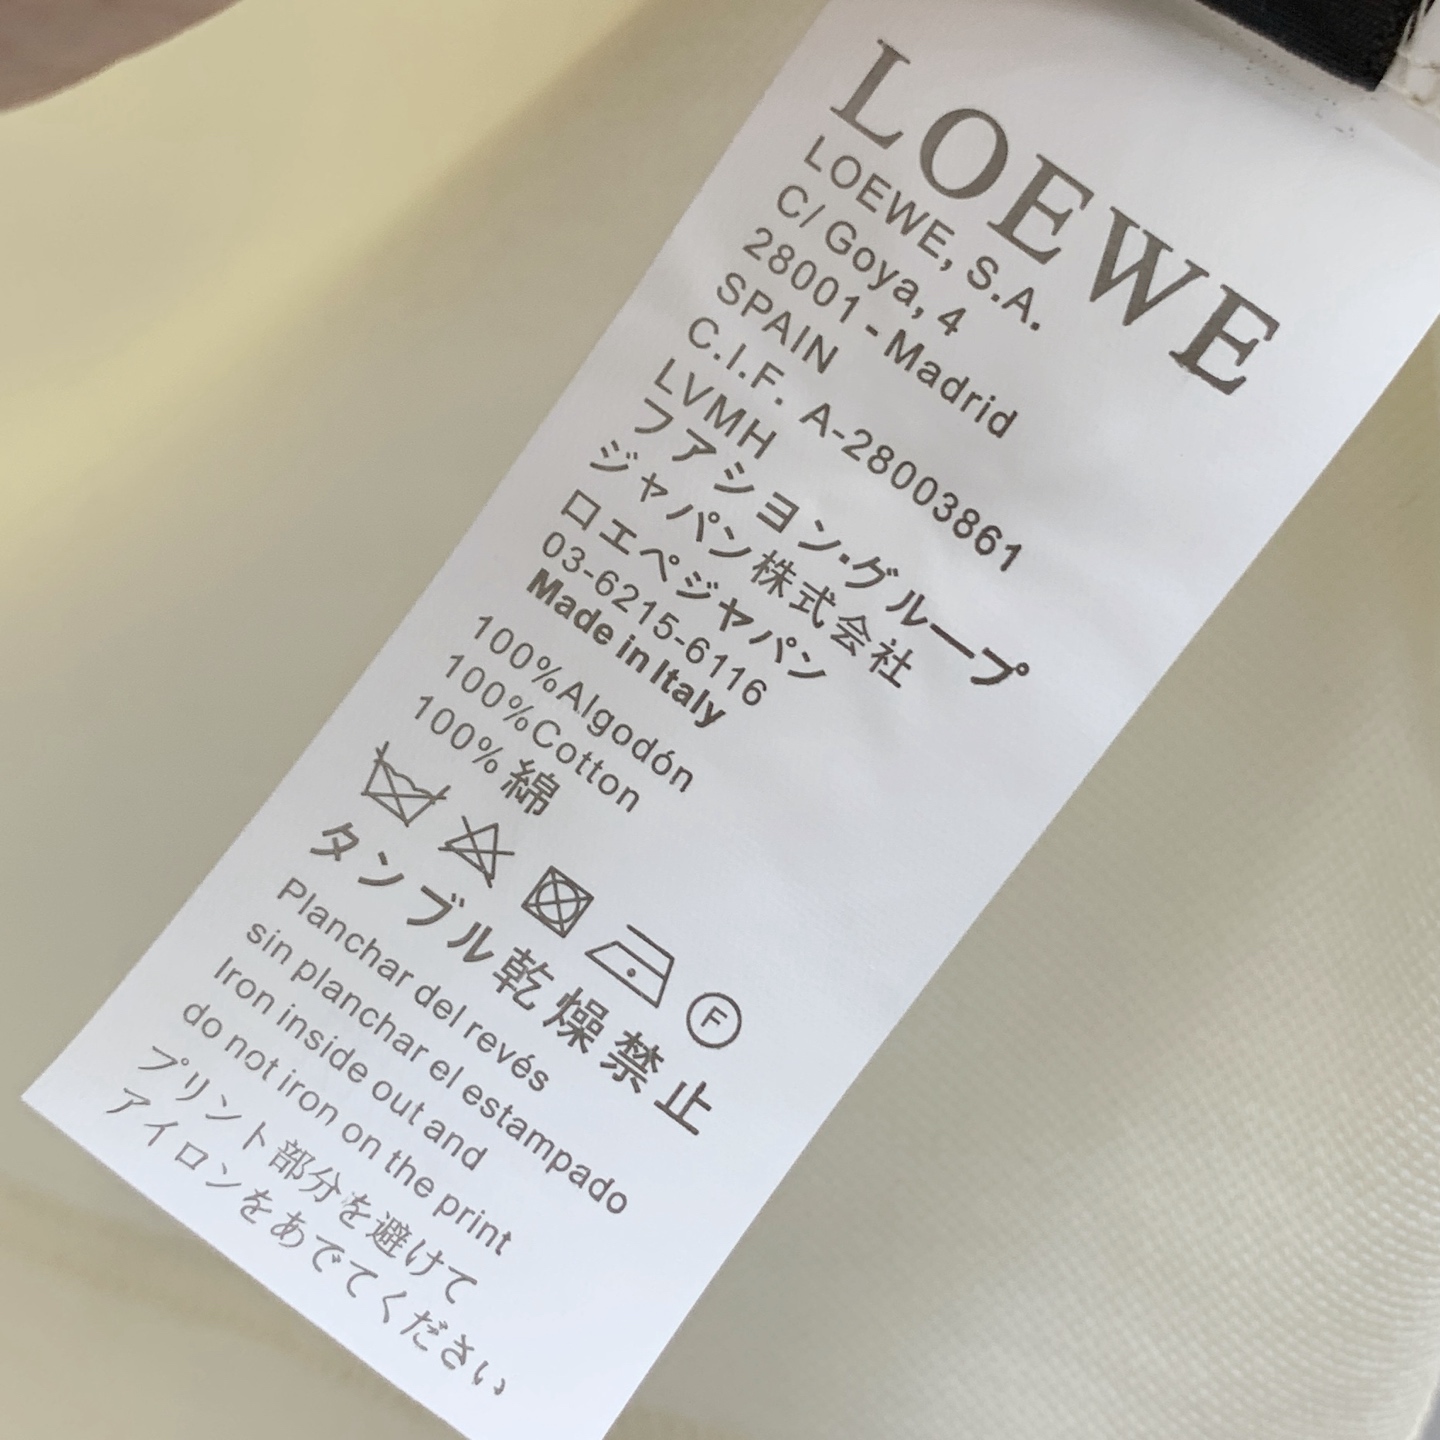 LOEWE
LOEWE, S.A.
C/ Goya, 4
28001 - Madrid
SPAIN
C.I.F. A-28003861
LVMH
ファシヨン・グループ
ジャパン株式会社
ロエペジャパン
03-6215-6116
Made in Italy
100%Algodón
100%Cotton
100%綿
F
タンブル乾燥禁止
Planchar del revés
sin planchar el estampado
Iron inside out and
do not iron on the print
プリント部分を避けて
アイロンをあでてください